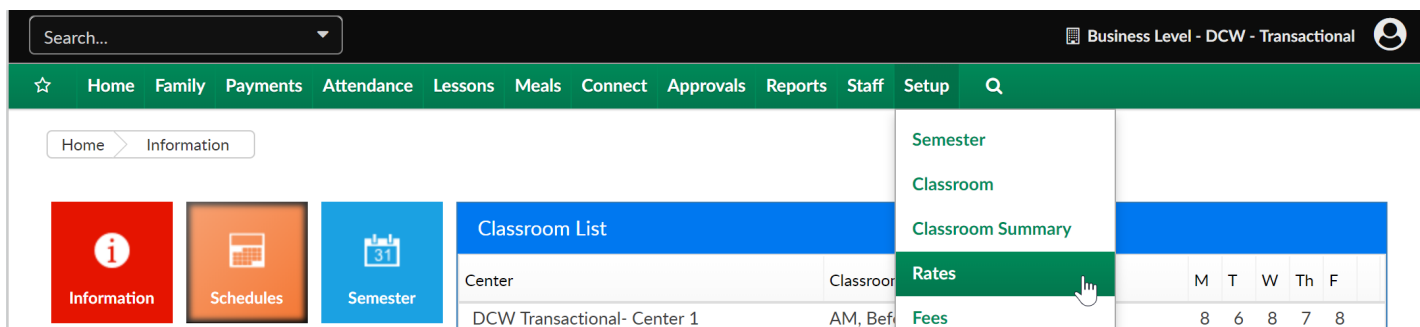 Search...
Business Level - DCW - Transactional
Home Family Payments Attendance Lessons Meals Connect Approvals Reports Staff Setup
Home Information
Semester
Classroom
Classroom Summary
Rates
Fees
Information
Schedules
31
Semester
Classroom List
Center M T W Th F
DCW Transactional- Center 1 AM, 8 6 8 7 8